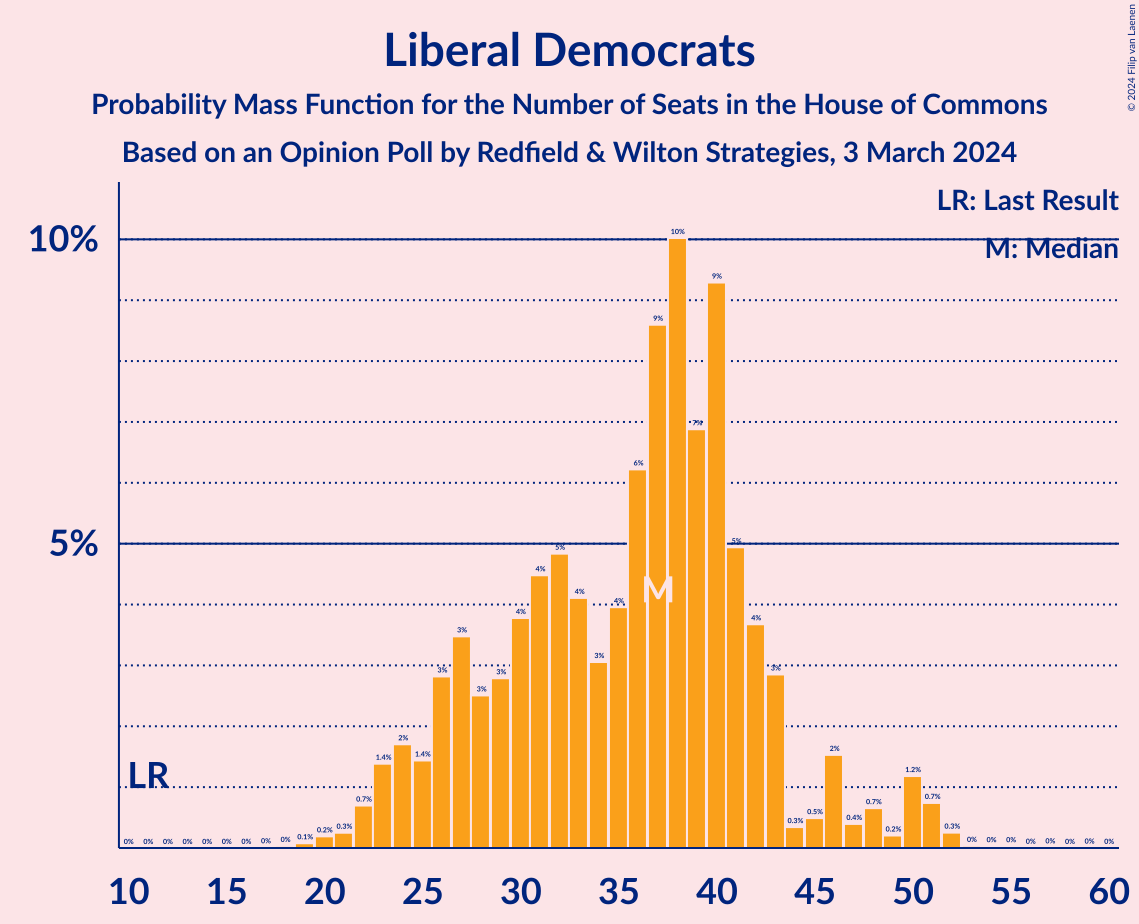 © 2024 Filip van Laenen
Liberal Democrats
Probability Mass Function for the Number of Seats in the House of Commons
Based on an Opinion Poll by Redfield & Wilton Strategies, 3 March 2024
LR: Last Result
M: Median
10%
5%
LR
M
0% 0% 0% 0% 0% 0% 0% 0% 0% 0.1% 0.2% 0.3% 0.7% 1.4% 2% 1.4% 3% 3% 3% 3% 4% 4% 5% 4% 3% 4% 6% 9% 10% 7% 9% 5% 4% 3% 0.3% 0.5% 2% 0.4% 0.7% 0.2% 1.2% 0.7% 0.3% 0% 0% 0% 0% 0% 0% 0% 0%
10 15 20 25 30 35 40 45 50 55 60